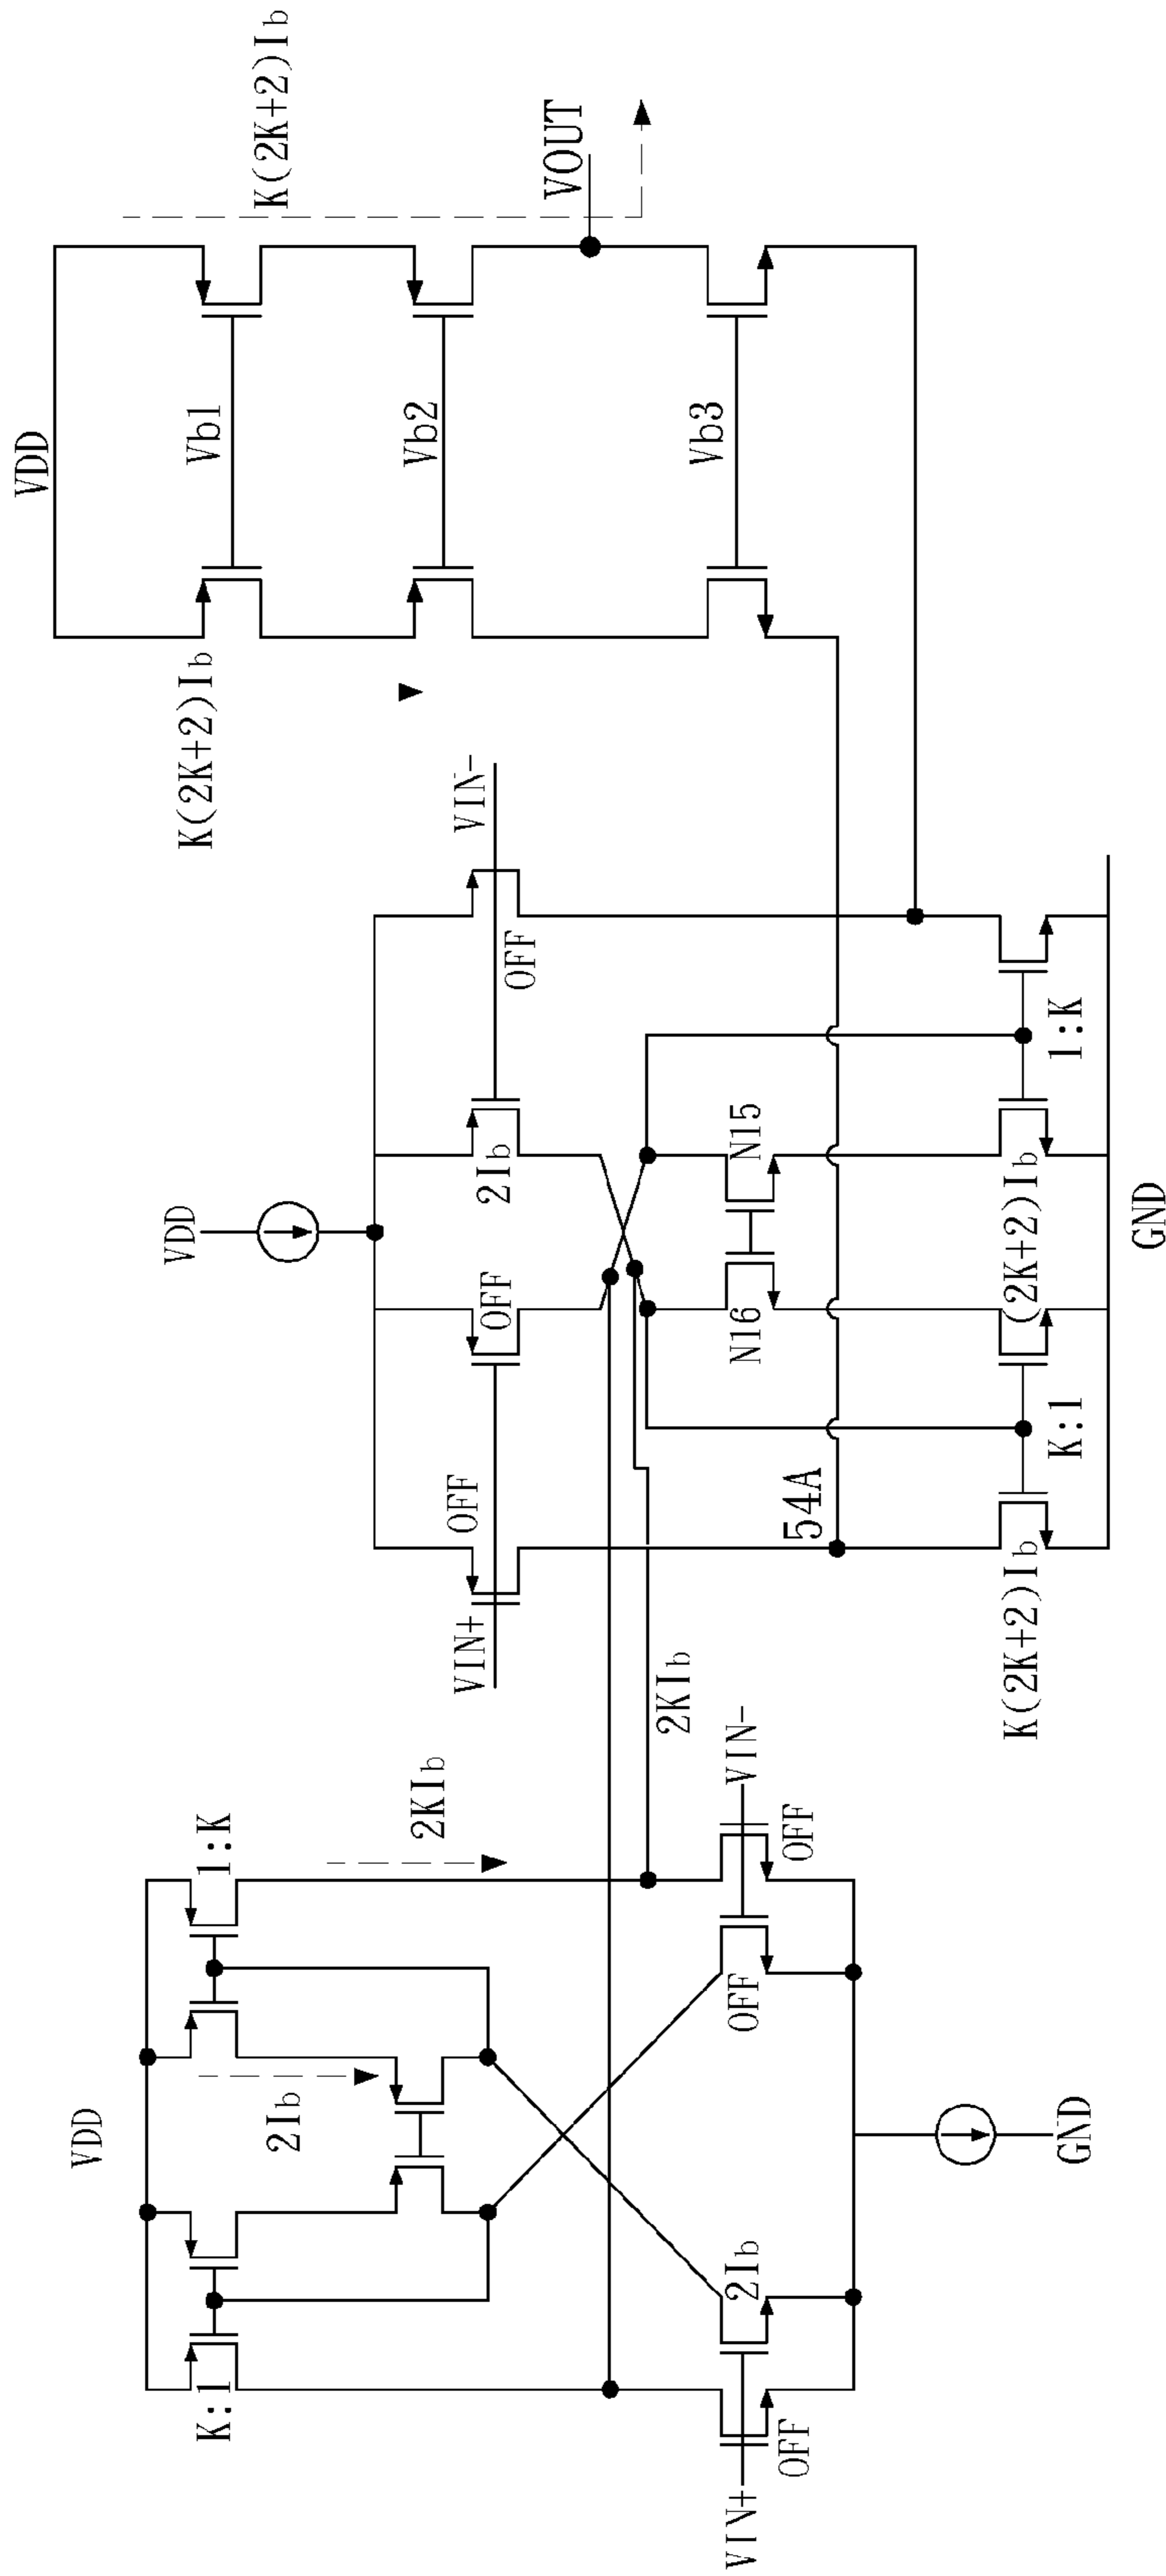 VDD
K:1
1:K
2Ib
2KIb
VIN+
OFF
2Ib
OFF
OFF
VIN-
GND
2KIb
VDD
VIN+
OFF
OFF
2Ib
OFF
VIN-
54A
N16
N15
K(2K+2)Ib
K:1
(2K+2)Ib
1:K
GND
VDD
K(2K+2)Ib
Vb1
K(2K+2)Ib
Vb2
Vb3
VOUT